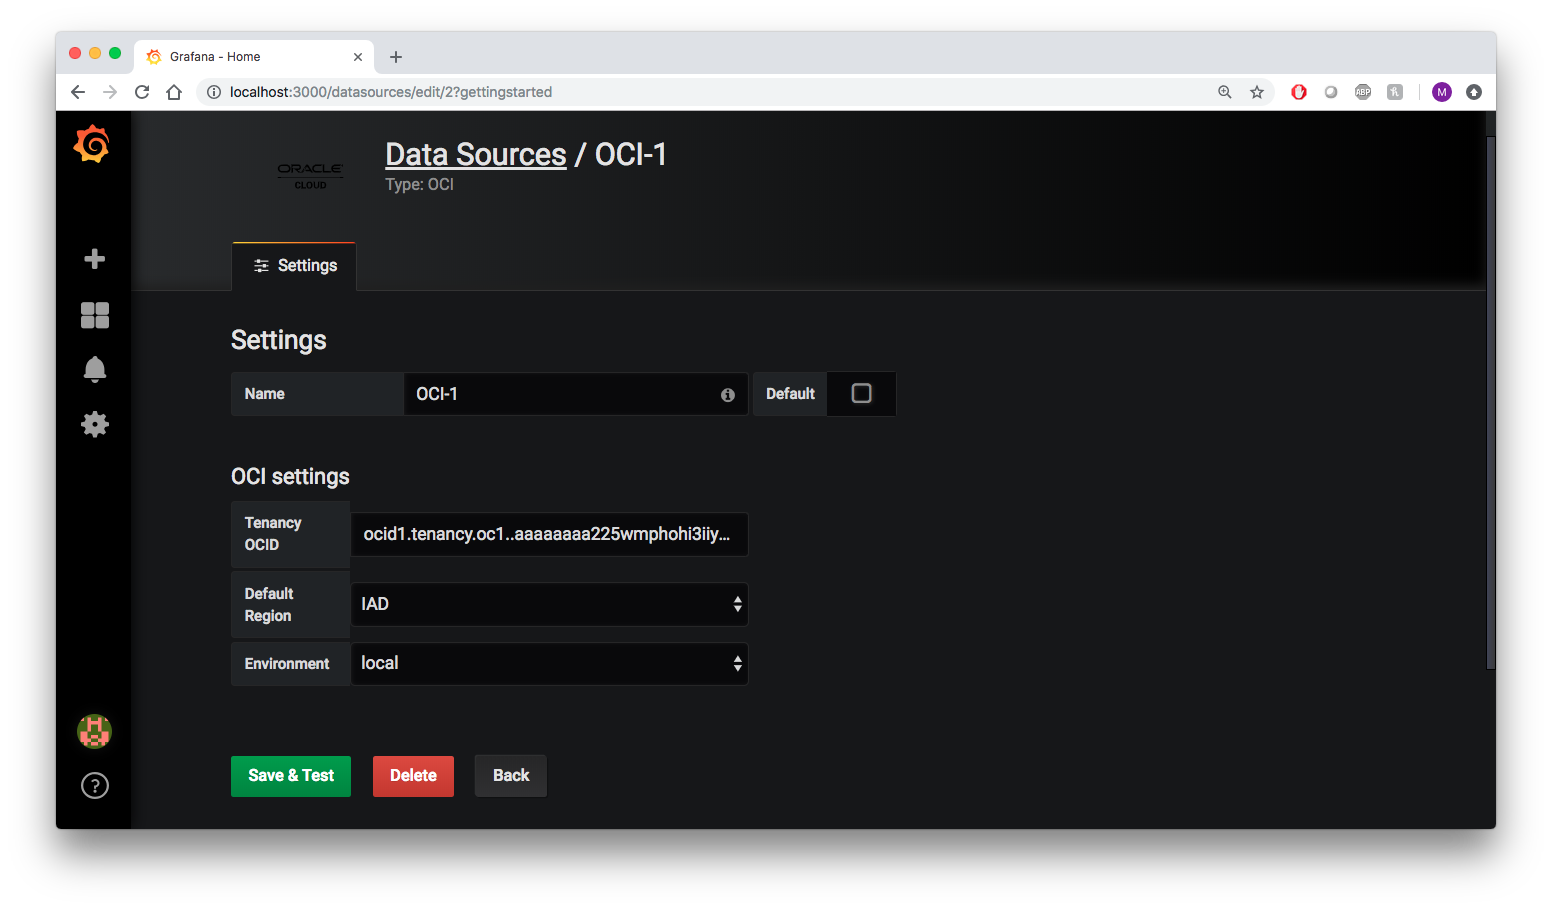 Grafana - Home
localhost:3000/datasources/edit/2?gettingstarted
ABP
M
ORACLE
CLOUD
Data Sources / OCI-1
Type: OCI
Settings
Settings
Name
OCI-1
Default
OCI settings
Tenancy
OCID
ocid1.tenancy.oc1..aaaaaaaa225wmphohi3iiy...
Default
Region
IAD
Environment
local
Save & Test
Delete
Back